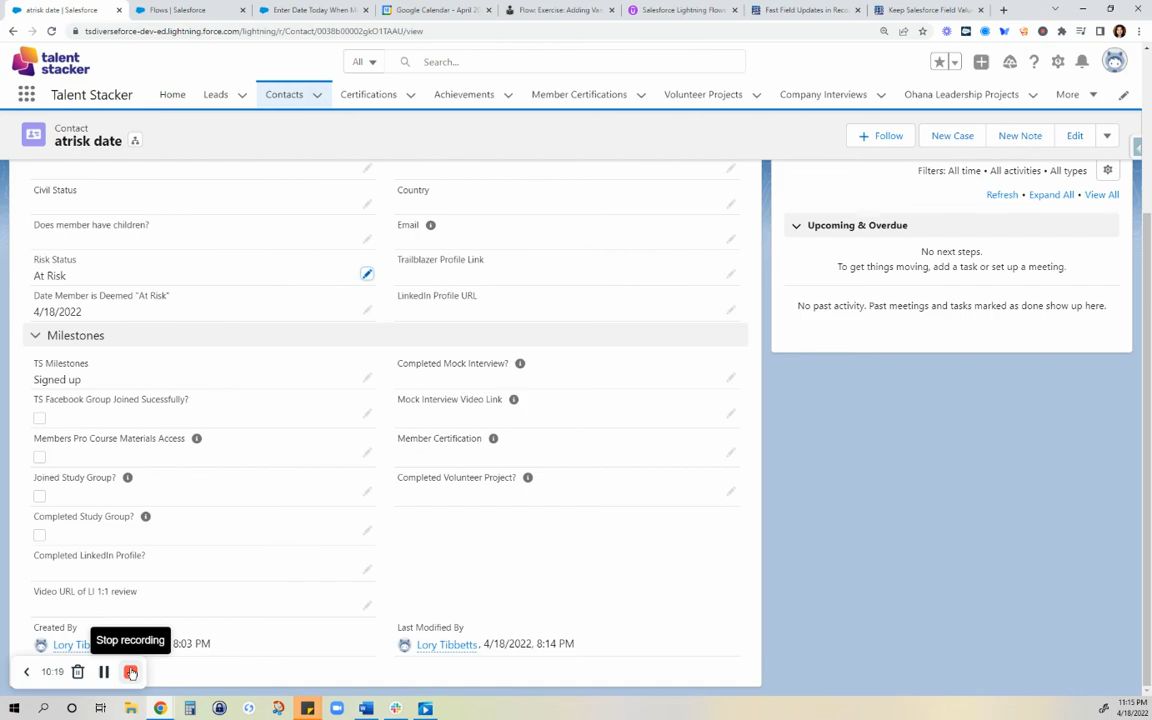 atrisk date | Salesforce
Flows | Salesforce
Enter Date Today When M
Google Calendar - April 20
Flow: Exercise: Adding Var
Salesforce Lightning Flow
Fast Field Updates in Reco
Keep Salesforce Field Valu
tsdiverseforce-dev-ed.lightning.force.com/lightning/r/Contact/0038b00002gkO1TAAU/view
talent
stacker
All
Search...
Talent Stacker
Home
Leads
Contacts
Certifications
Achievements
Member Certifications
Volunteer Projects
Company Interviews
Ohana Leadership Projects
More
Contact
atrisk date
Follow
New Case
New Note
Edit
Filters: All time • All activities • All types
Refresh • Expand All • View All
Upcoming & Overdue
No next steps.
To get things moving, add a task or set up a meeting.
No past activity. Past meetings and tasks marked as done show up here.
Civil Status
Country
Does member have children?
Email
Risk Status
At Risk
Trailblazer Profile Link
Date Member is Deemed "At Risk"
4/18/2022
LinkedIn Profile URL
Milestones
TS Milestones
Signed up
Completed Mock Interview?
TS Facebook Group Joined Sucessfully?
Mock Interview Video Link
Members Pro Course Materials Access
Member Certification
Joined Study Group?
Completed Volunteer Project?
Completed Study Group?
Completed LinkedIn Profile?
Video URL of LI 1:1 review
Created By
Lory Tib
8:03 PM
Last Modified By
Lory Tibbetts, 4/18/2022, 8:14 PM
Stop recording
10:19
11:15 PM
4/18/2022